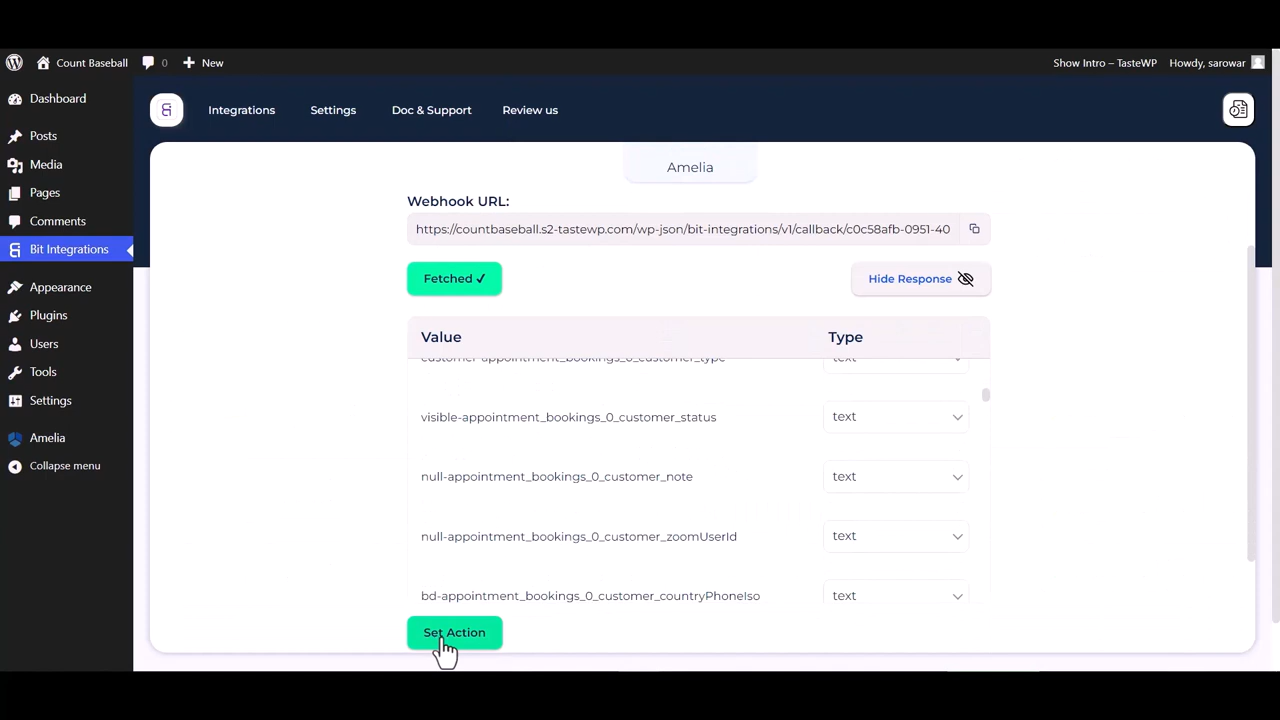 Count Baseball
0
New
Show Intro – TasteWP
Howdy, sarowar
Dashboard
Posts
Media
Pages
Comments
Bit Integrations
Appearance
Plugins
Users
Tools
Settings
Amelia
Collapse menu
Integrations
Settings
Doc & Support
Review us
Amelia
Webhook URL:
https://countbaseball.s2-tastewp.com/wp-json/bit-integrations/v1/callback/c0c58afb-0951-40
Fetched ✓
Hide Response
Value
Type
customer-appointment_bookings_0_customer_type
text
visible-appointment_bookings_0_customer_status
text
null-appointment_bookings_0_customer_note
text
null-appointment_bookings_0_customer_zoomUserId
text
bd-appointment_bookings_0_customer_countryPhoneIso
text
Set Action